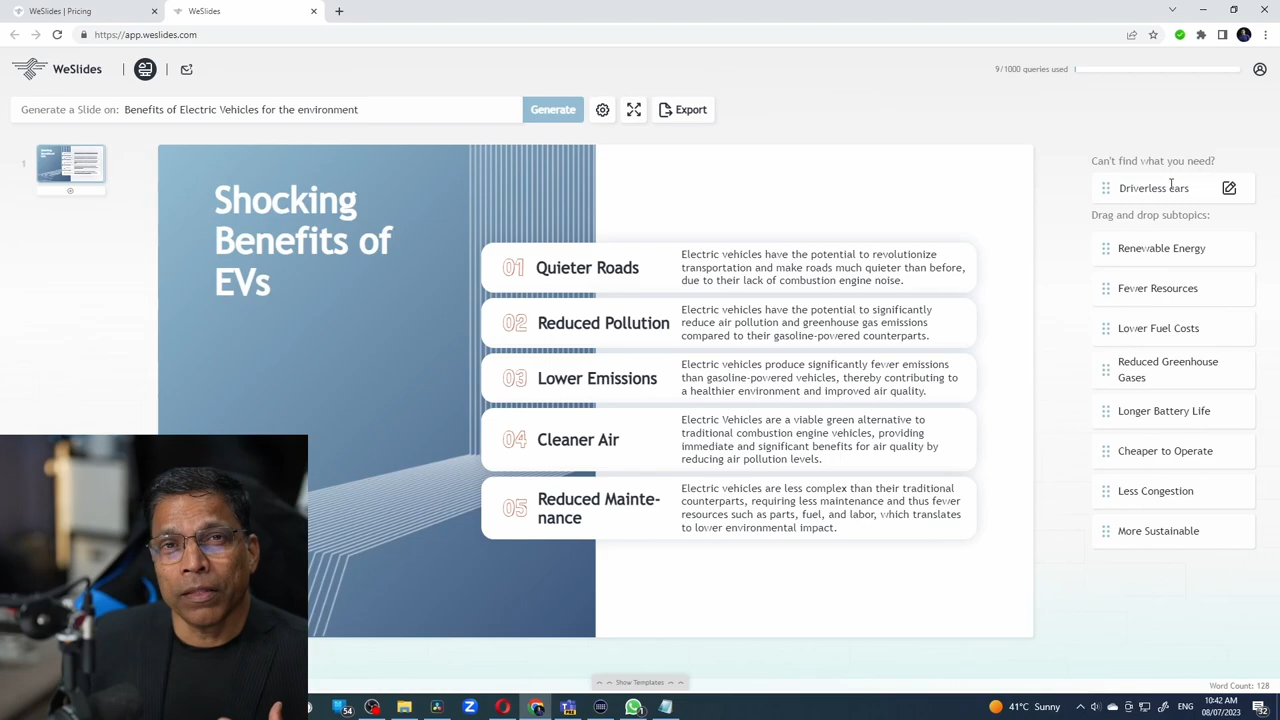 WeSlides | Pricing
WeSlides
https://app.weslides.com
WeSlides
9/1000 queries used
Generate a Slide on: Benefits of Electric Vehicles for the environment
Generate
Export
1
Shocking
Benefits of
EVs
01 Quieter Roads
Electric vehicles have the potential to revolutionize
transportation and make roads much quieter than before,
due to their lack of combustion engine noise.
02 Reduced Pollution
Electric vehicles have the potential to significantly
reduce air pollution and greenhouse gas emissions
compared to their gasoline-powered counterparts.
03 Lower Emissions
Electric vehicles produce significantly fewer emissions
than gasoline-powered vehicles, thereby contributing to
a healthier environment and improved air quality.
04 Cleaner Air
Electric Vehicles are a viable green alternative to
traditional combustion engine vehicles, providing
immediate and significant benefits for air quality by
reducing air pollution levels.
05 Reduced Mainte-
nance
Electric vehicles are less complex than their traditional
counterparts, requiring less maintenance and thus fewer
resources such as parts, fuel, and labor, which translates
to lower environmental impact.
Can't find what you need?
Driverless cars
Drag and drop subtopics:
Renewable Energy
Fewer Resources
Lower Fuel Costs
Reduced Greenhouse
Gases
Longer Battery Life
Cheaper to Operate
Less Congestion
More Sustainable
Show Templates
Word Count: 128
54
41°C Sunny
ENG
10:42 AM
08/07/2023